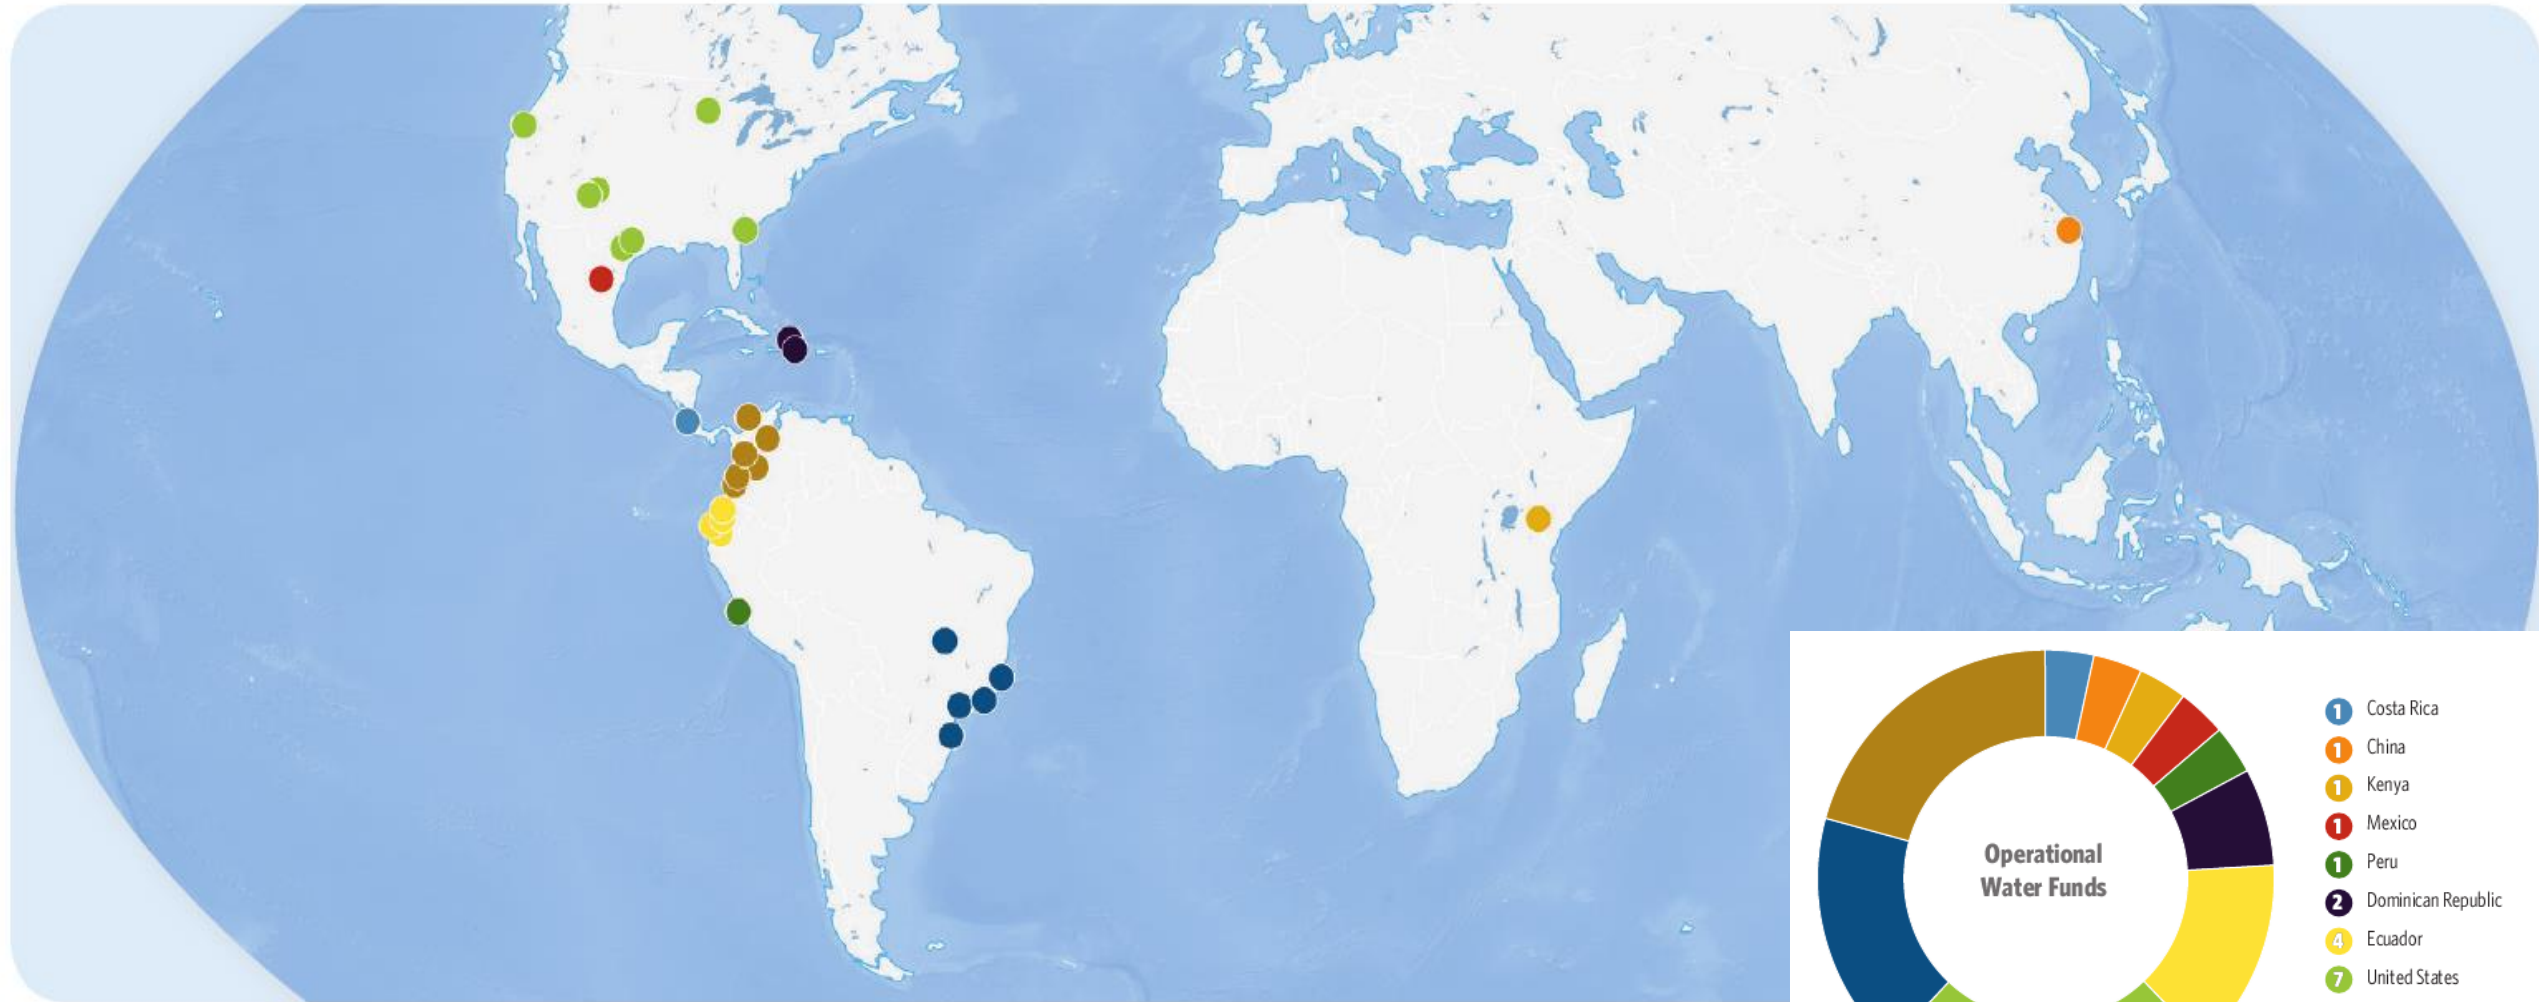 Operational
Water Funds
1 Costa Rica
1 China
1 Kenya
1 Mexico
1 Peru
2 Dominican Republic
4 Ecuador
7 United States